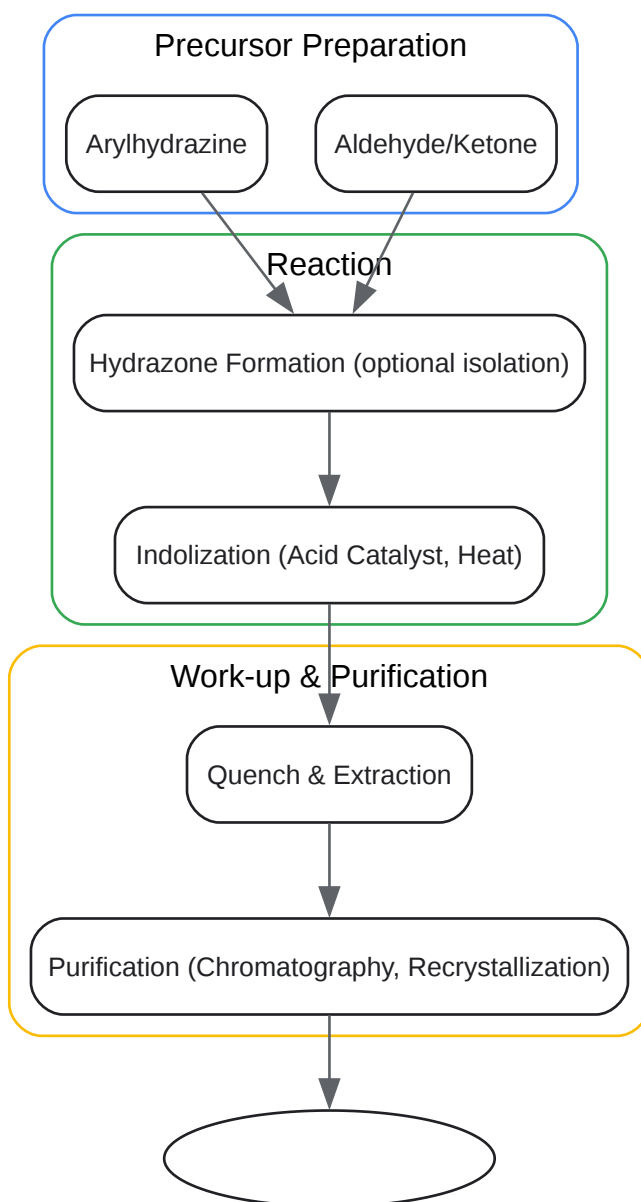 Precursor Preparation
Arylhydrazine
Aldehyde/Ketone
Reaction
Hydrazone Formation (optional isolation)
Indolization (Acid Catalyst, Heat)
Work-up & Purification
Quench & Extraction
Purification (Chromatography, Recrystallization)